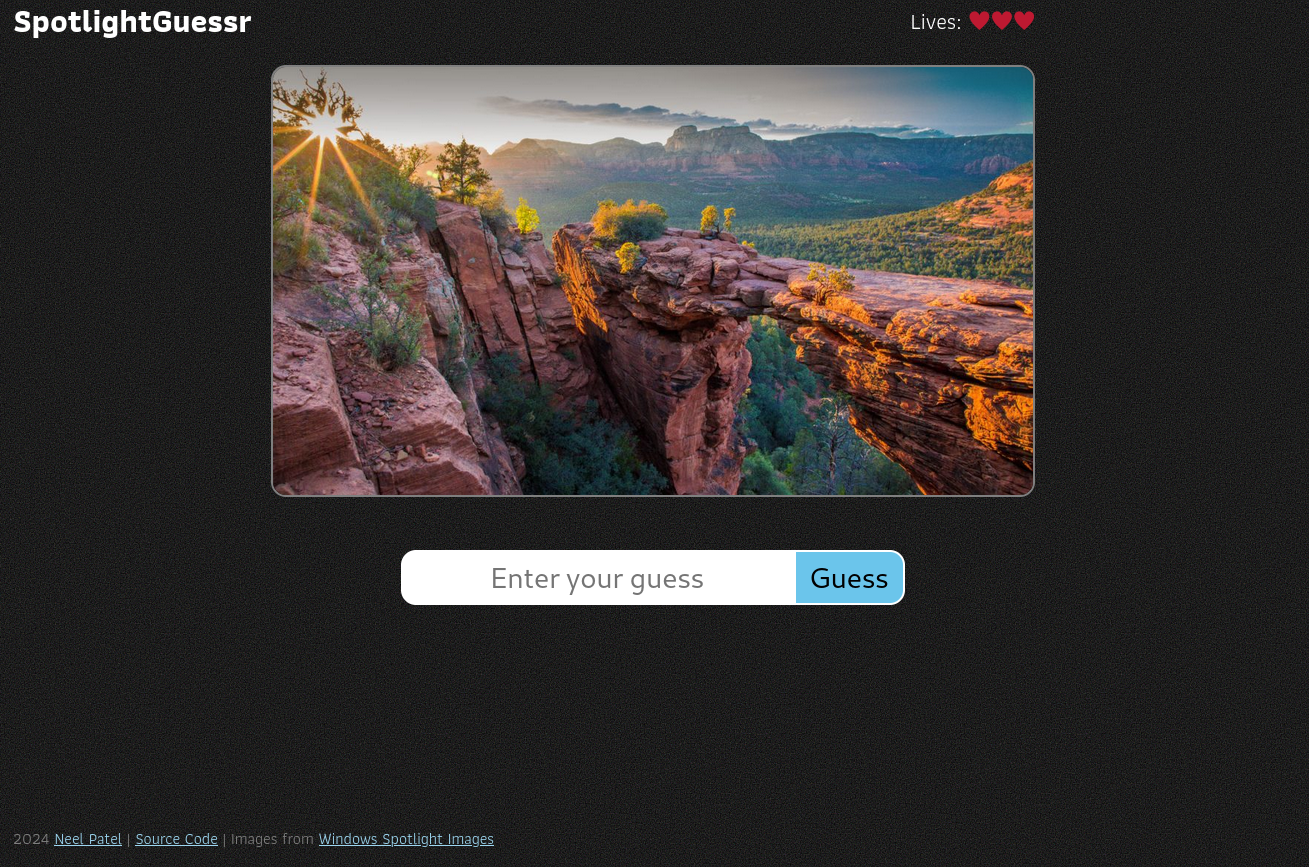 SpotlightGuessr
Lives:
Enter your guess
Guess
2024 Neel Patel | Source Code | Images from Windows Spotlight Images